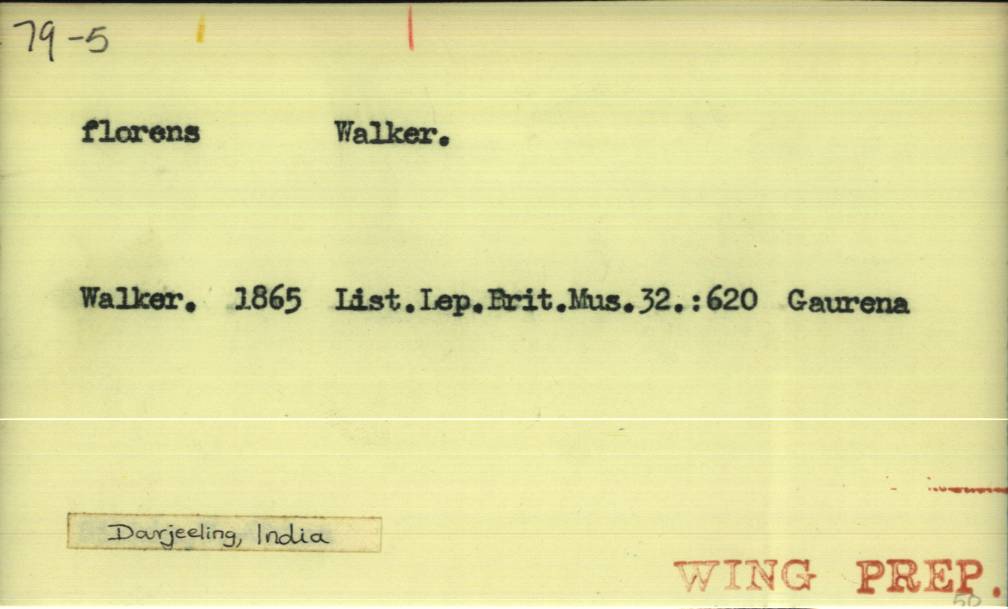 79-5
florens Walker.
Walker. 1865 List.Lep.Brit.Mus.32.:620 Gaurena
Darjeeling, India
WING PREP.